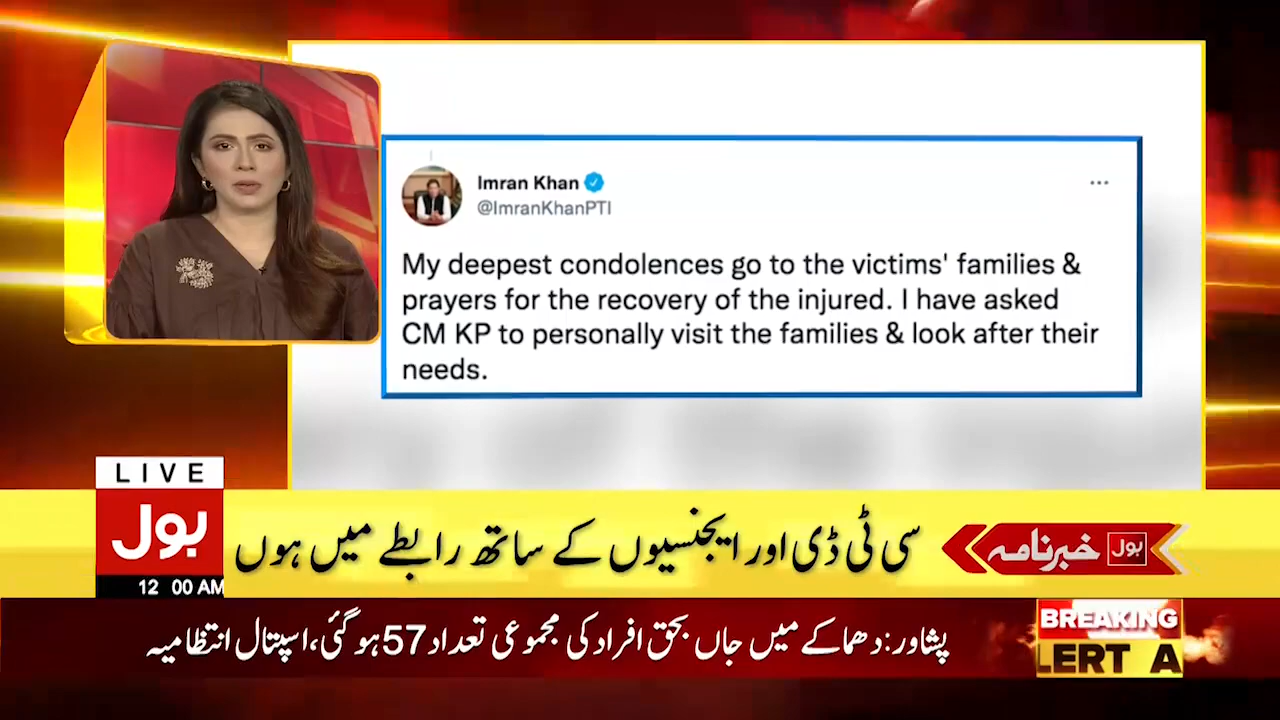 Imran Khan
@ImranKhanPTI
My deepest condolences go to the victims' families &
prayers for the recovery of the injured. I have asked
CM KP to personally visit the families & look after their
needs.
LIVE
بول
12 00 AM
سی ٹی ڈی اور ایجنسیوں کے ساتھ رابطے میں ہوں
بول خبرنامہ
پشاور:دھماکے میں جاں بحق افراد کی مجموعی تعداد 57 ہوگئی، اسپتال انتظامیہ
BREAKING
LERT A